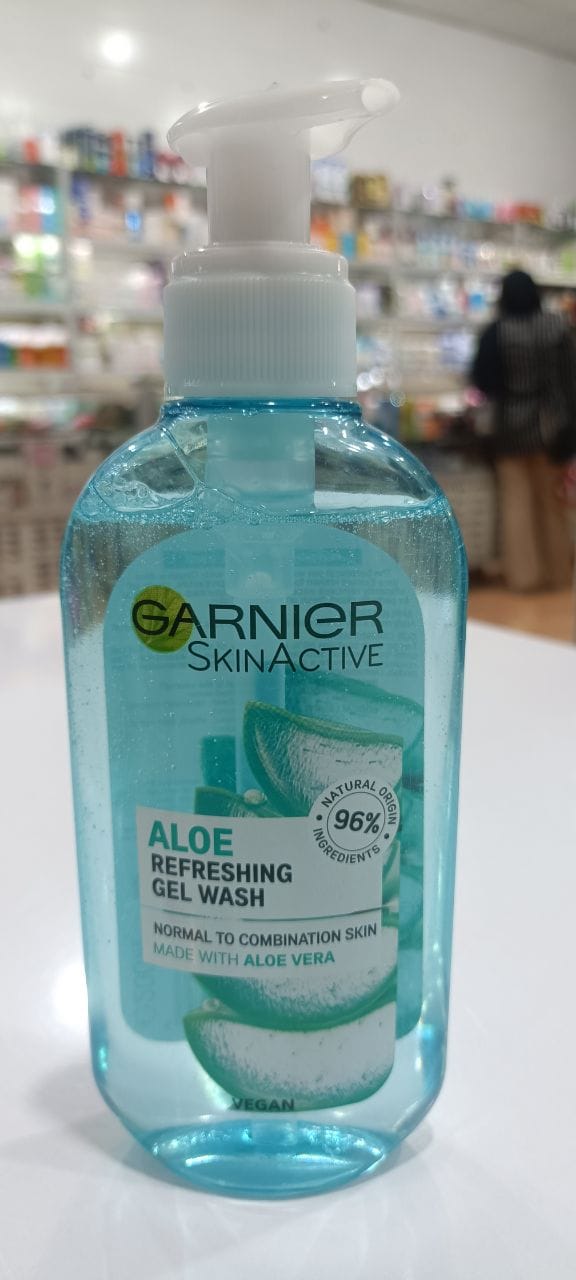 GARNIER
SKINACTIVE
NATURAL ORIGIN
96%
INGREDIENTS
ALOE
REFRESHING
GEL WASH
NORMAL TO COMBINATION SKIN
MADE WITH ALOE VERA
VEGAN